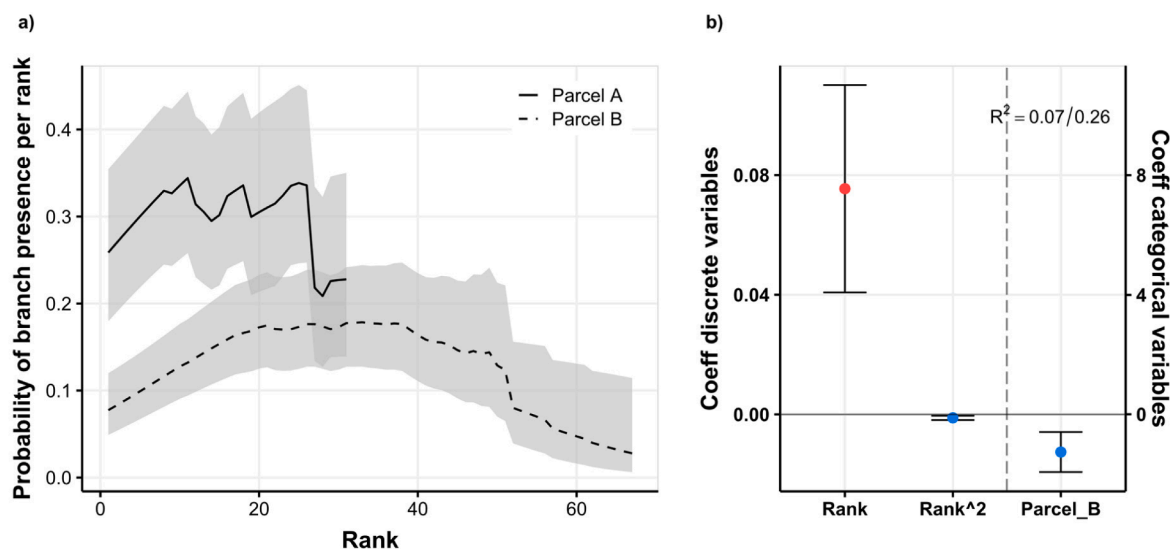 a)
Probability of branch presence per rank
0.4
0.3
0.2
0.1
0.0
0
20
40
60
Rank
Parcel A
Parcel B
b)
Coeff discrete variables
0.08
0.04
0.00
R² = 0.07/0.26
8
4
0
Coeff categorical variables
Rank
Rank^2
Parcel_B